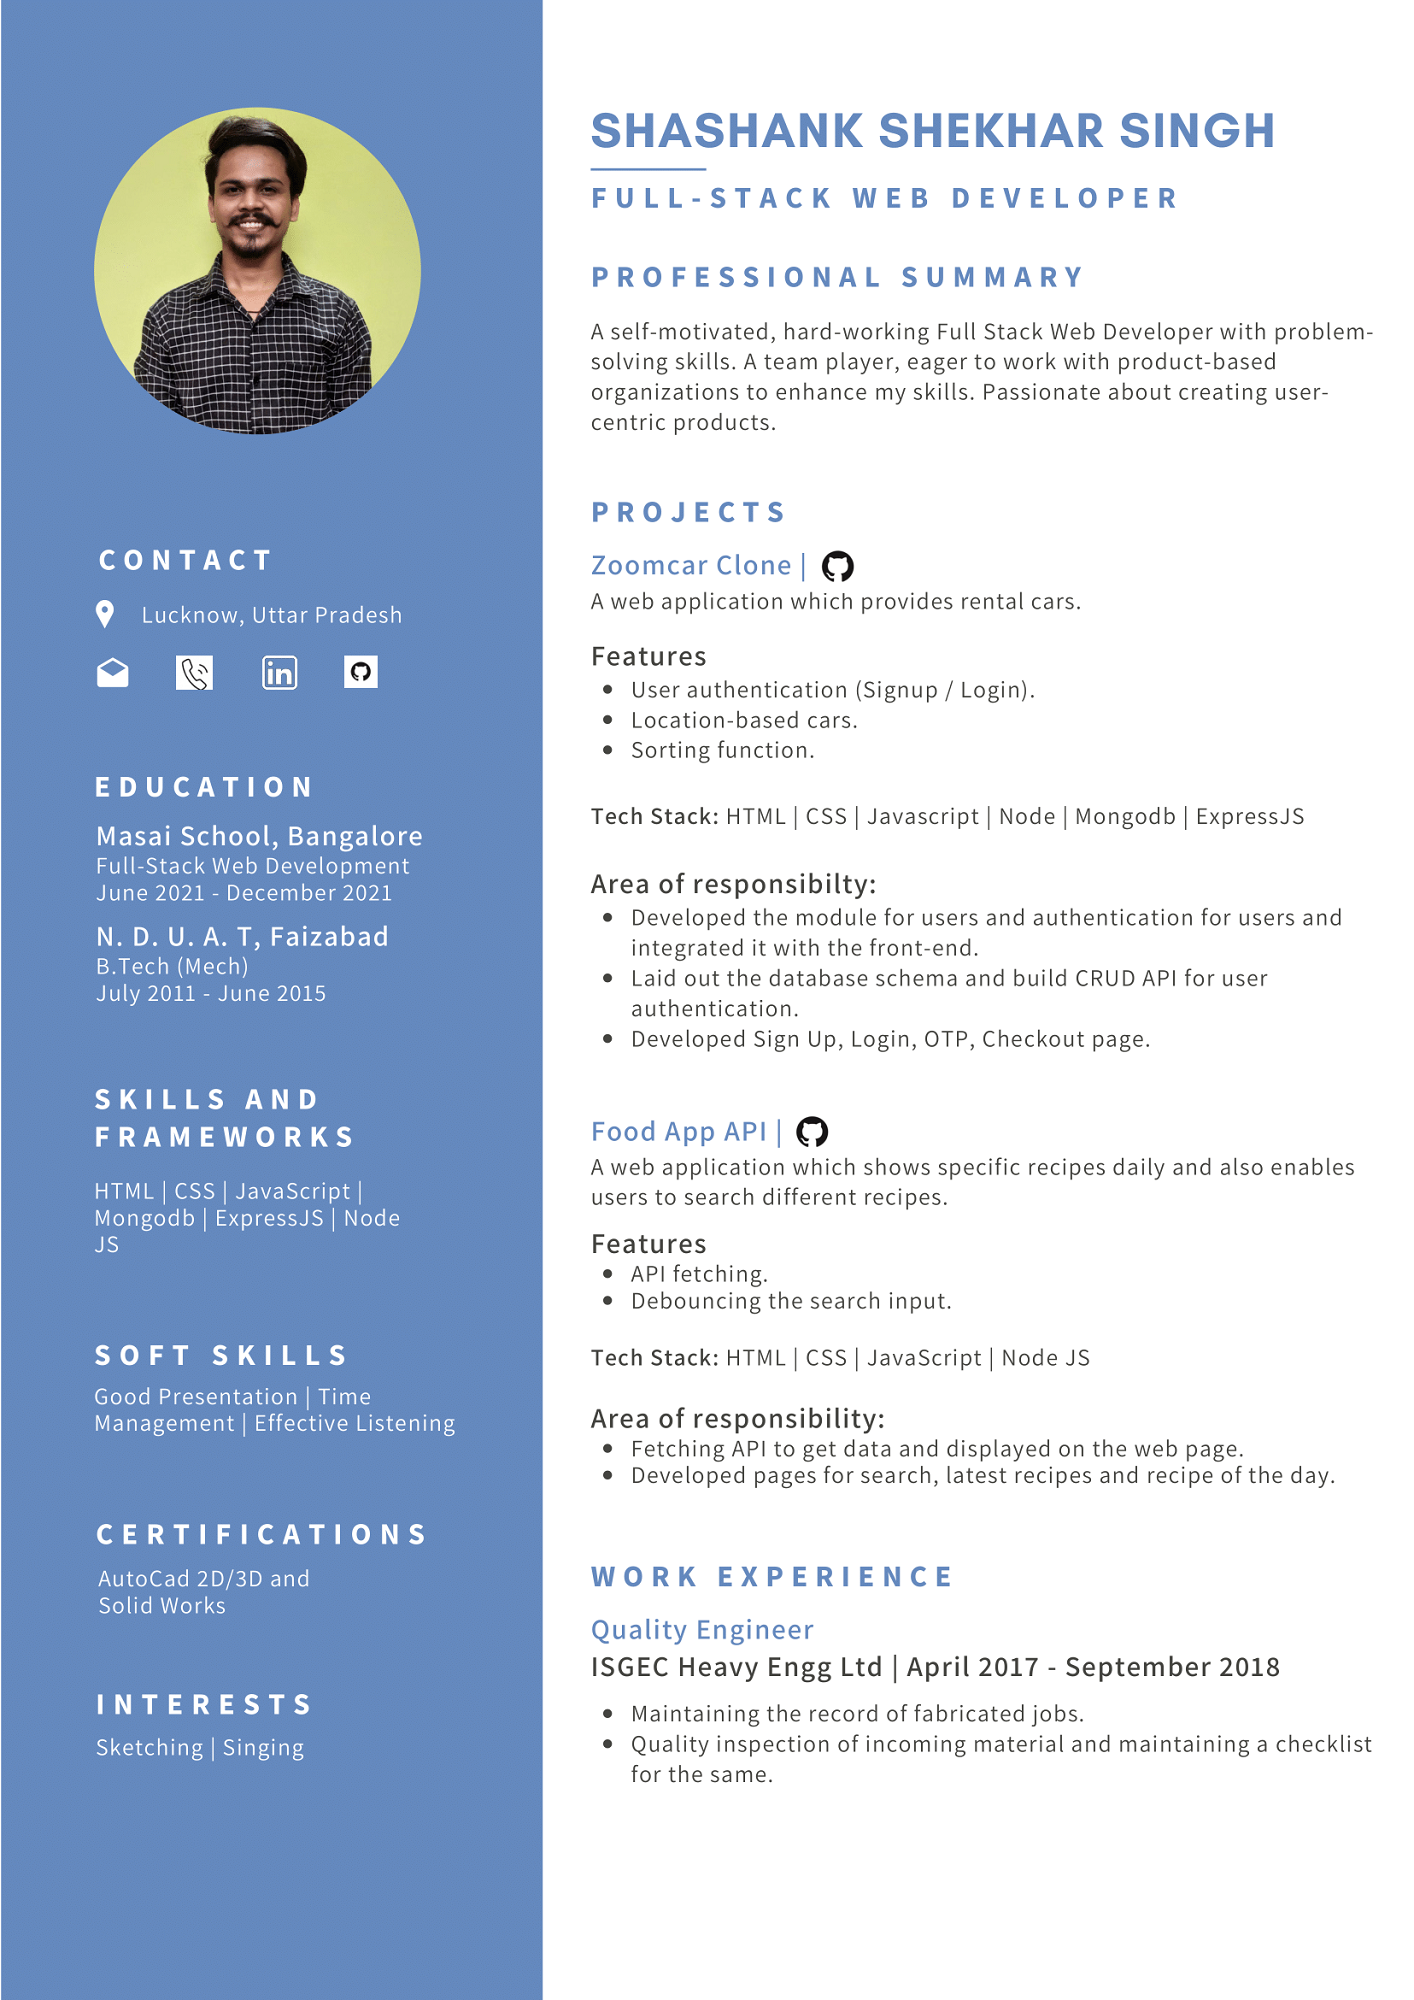 SHASHANK SHEKHAR SINGH
FULL-STACK WEB DEVELOPER
PROFESSIONAL SUMMARY
A self-motivated, hard-working Full Stack Web Developer with problem-
solving skills. A team player, eager to work with product-based
organizations to enhance my skills. Passionate about creating user-
centric products.
CONTACT
Lucknow, Uttar Pradesh
in
EDUCATION
Masai School, Bangalore
Full-Stack Web Development
June 2021 - December 2021
N. D. U. A. T, Faizabad
B.Tech (Mech)
July 2011 - June 2015
SKILLS AND
FRAMEWORKS
HTML | CSS | JavaScript |
Mongodb | ExpressJS | Node
JS
SOFT SKILLS
Good Presentation | Time
Management | Effective Listening
CERTIFICATIONS
AutoCad 2D/3D and
Solid Works
INTERESTS
Sketching | Singing
PROJECTS
Zoomcar Clone |
A web application which provides rental cars.
Features
• User authentication (Signup / Login).
• Location-based cars.
• Sorting function.
Tech Stack: HTML | CSS | Javascript | Node | Mongodb | ExpressJS
Area of responsibilty:
• Developed the module for users and authentication for users and
integrated it with the front-end.
• Laid out the database schema and build CRUD API for user
authentication.
• Developed Sign Up, Login, OTP, Checkout page.
Food App API |
A web application which shows specific recipes daily and also enables
users to search different recipes.
Features
• API fetching.
• Debouncing the search input.
Tech Stack: HTML | CSS | JavaScript | Node JS
Area of responsibility:
• Fetching API to get data and displayed on the web page.
• Developed pages for search, latest recipes and recipe of the day.
WORK EXPERIENCE
Quality Engineer
ISGEC Heavy Engg Ltd | April 2017 - September 2018
• Maintaining the record of fabricated jobs.
• Quality inspection of incoming material and maintaining a checklist
for the same.